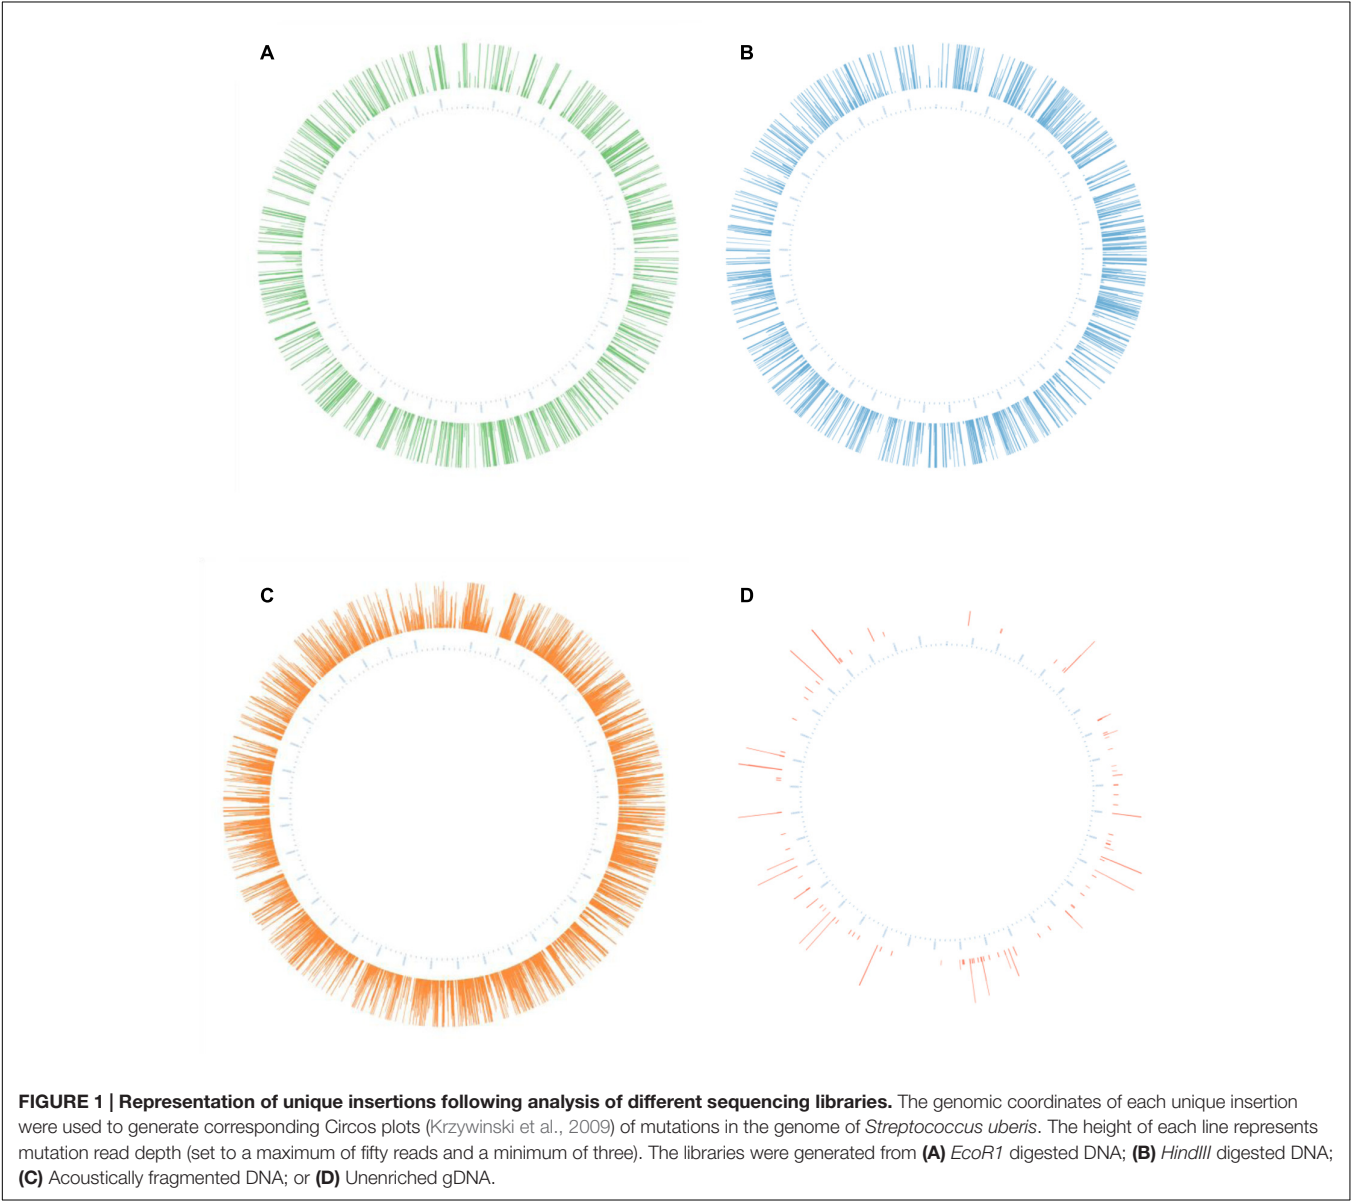 A
B
C
D
FIGURE 1 | Representation of unique insertions following analysis of different sequencing libraries. The genomic coordinates of each unique insertion
were used to generate corresponding Circos plots (Krzywinski et al., 2009) of mutations in the genome of Streptococcus uberis. The height of each line represents
mutation read depth (set to a maximum of fifty reads and a minimum of three). The libraries were generated from (A) EcoR1 digested DNA; (B) HindIII digested DNA;
(C) Acoustically fragmented DNA; or (D) Unenriched gDNA.